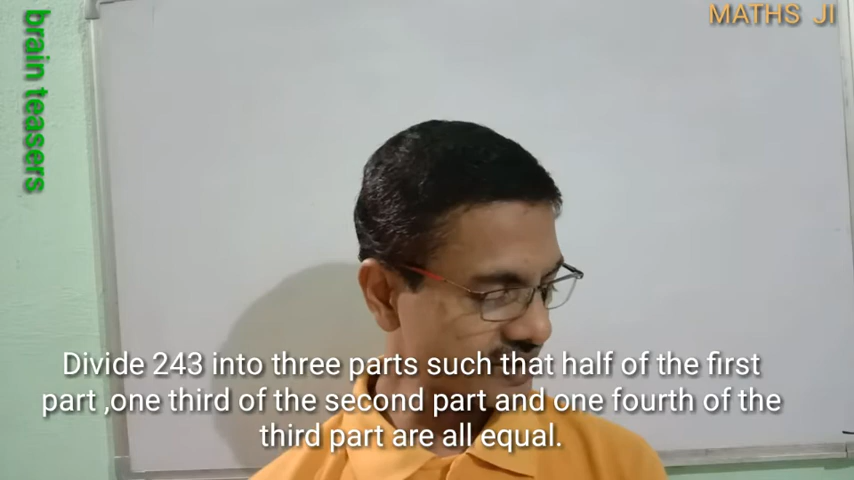 brain teasers
MATHS JI
Divide 243 into three parts such that half of the first
part ,one third of the second part and one fourth of the
third part are all equal.